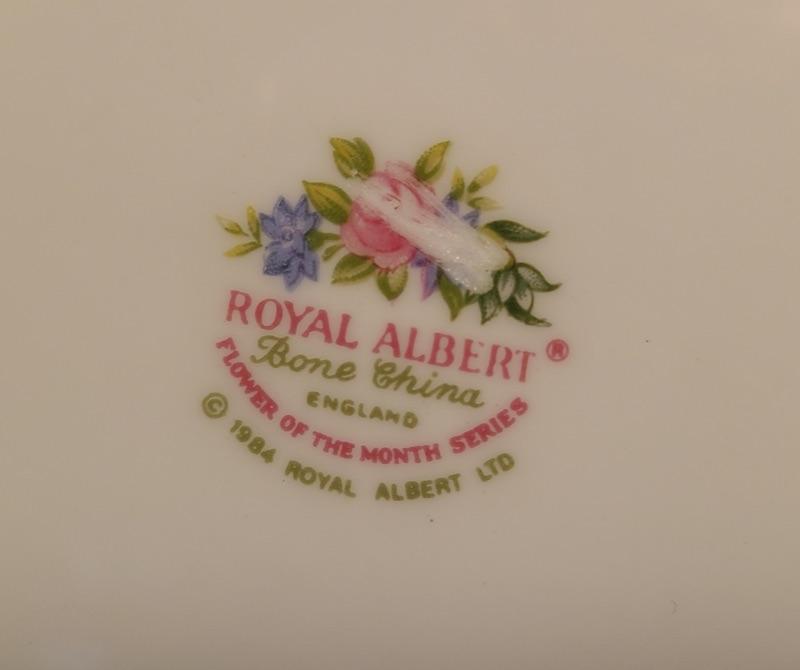 ROYAL ALBERT ®
Bone China
ENGLAND
FLOWER OF THE MONTH SERIES
© 1984 ROYAL ALBERT LTD